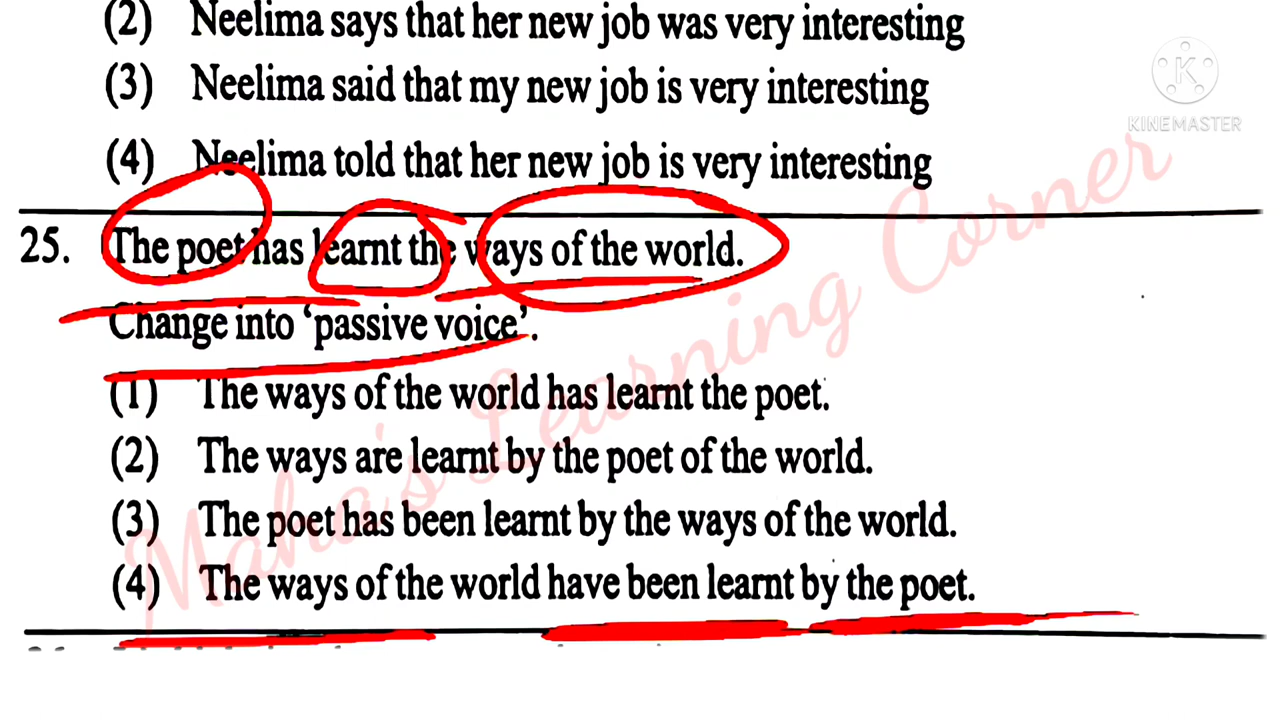 (2) Neelima says that her new job was very interesting
(3) Neelima said that my new job is very interesting
KINEMASTER
(4) Neelima told that her new job is very interesting
25. The poet has learnt the ways of the world.
Change into ‘passive voice’.
(1) The ways of the world has learnt the poet.
(2) The ways are learnt by the poet of the world.
(3) The poet has been learnt by the ways of the world.
(4) The ways of the world have been learnt by the poet.
Maha's Learning Corner